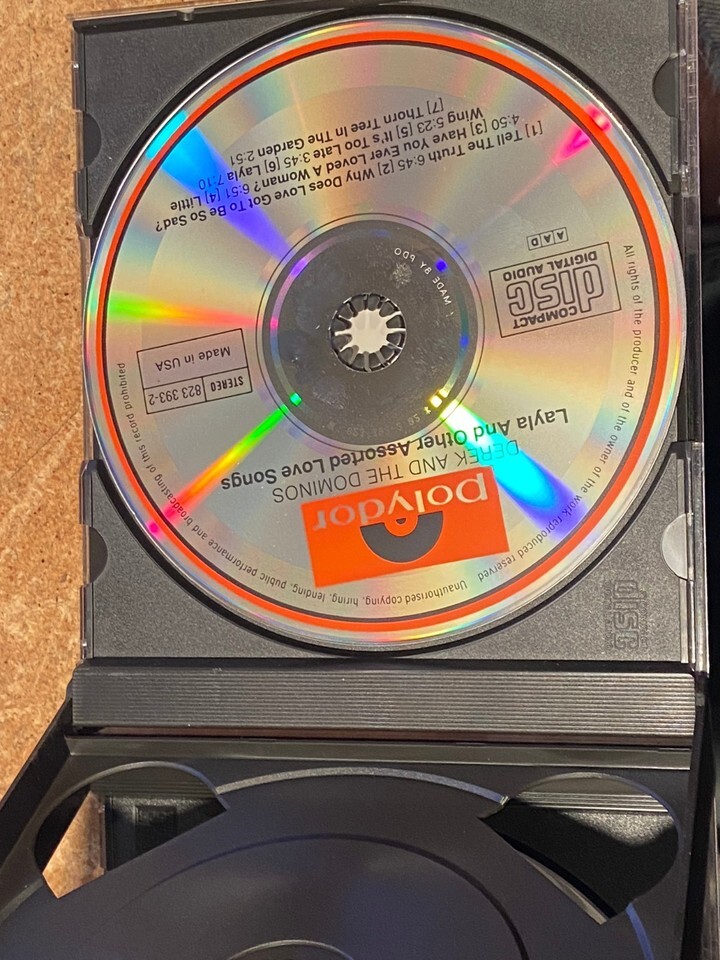 polydor
DEREK AND THE DOMINOS
Layla And Other Assorted Love Songs
STEREO 823 393-2
Made in USA
COMPACT
disc
DIGITAL AUDIO
AAD
MADE BY PDO
[1] Tell The Truth 6:45 [2] Why Does Love Got To Be So Sad?
4:50 [3] Have You Ever Loved A Woman? 6:51 [4] Little
Wing 5:23 [5] It's Too Late 3:45 [6] Layla 7:10
[7] Thorn Tree In The Garden 2:51
All rights of the producer and of the owner of the work reproduced reserved
Unauthorised copying, hiring, lending, public performance and broadcasting of this record prohibited
disc